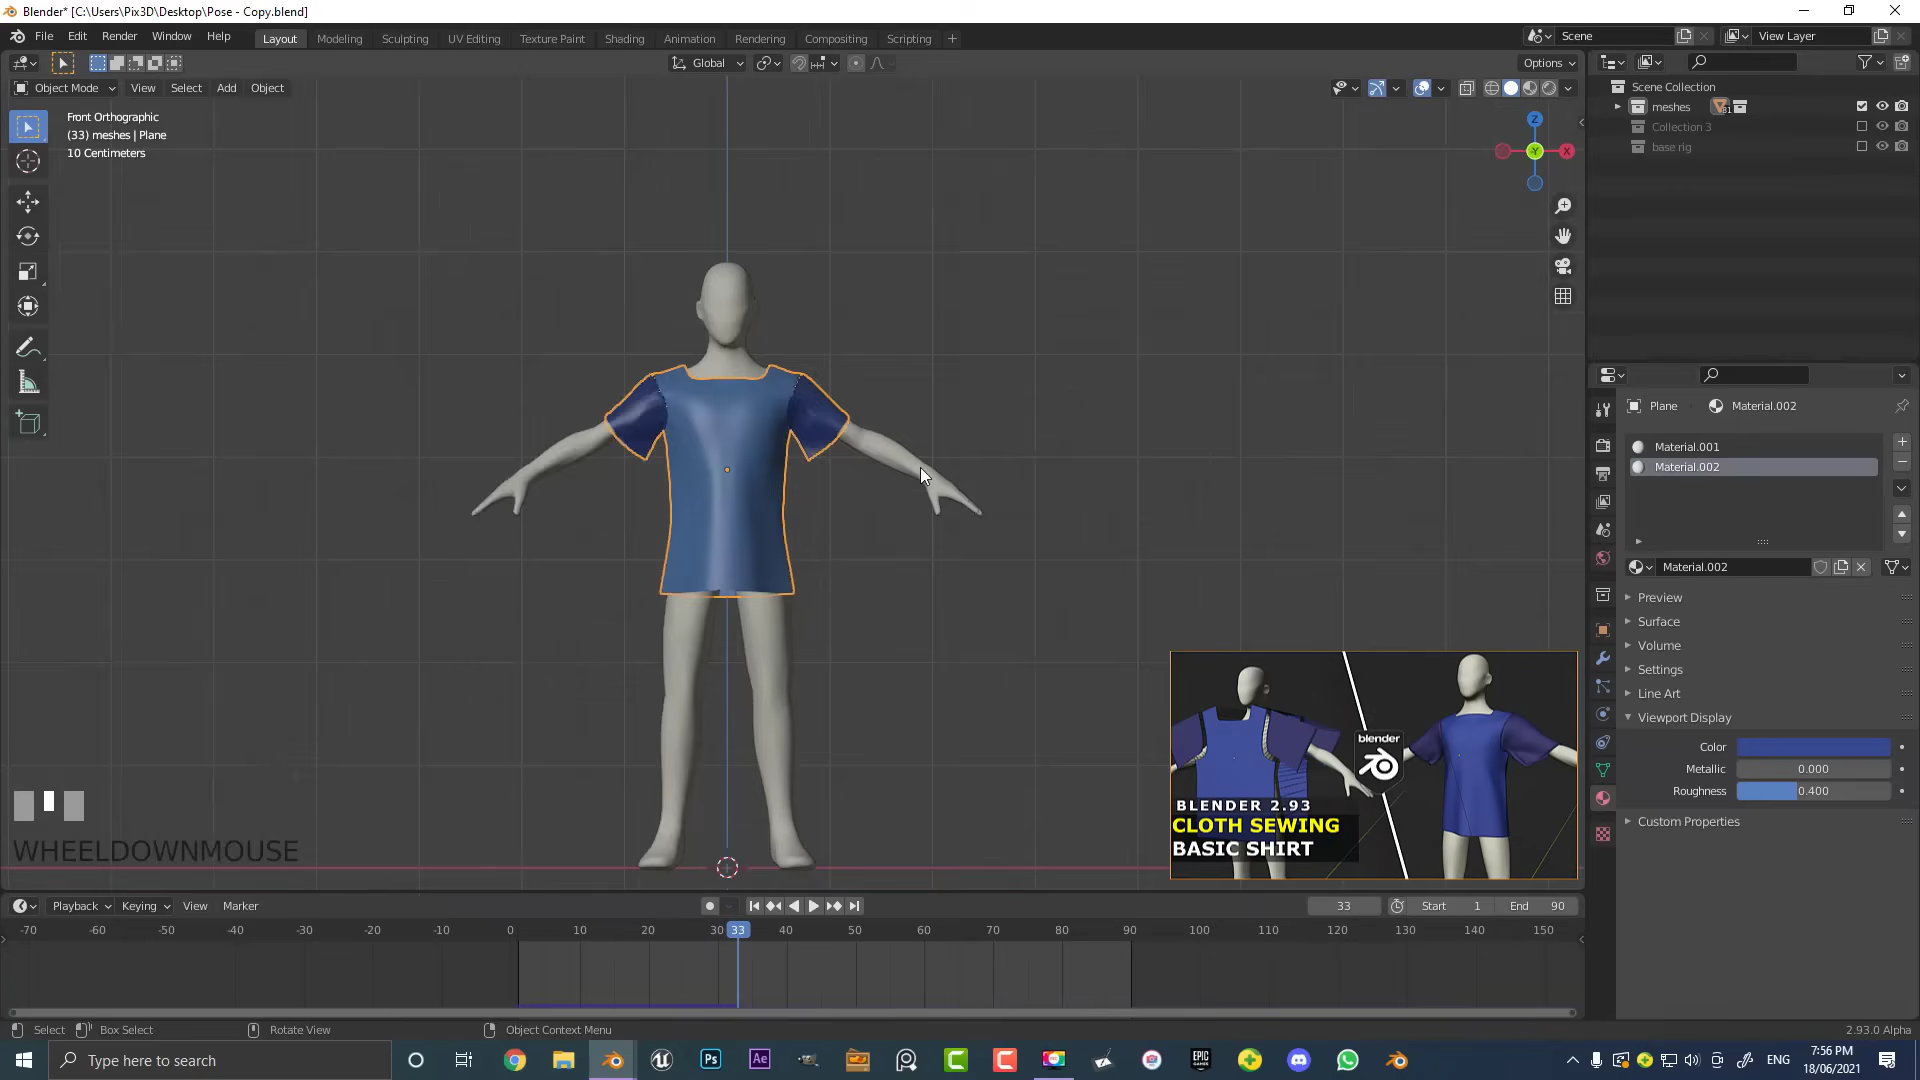 Blender* [C:\Users\Pix3D\Desktop\Pose - Copy.blend]
File Edit Render Window Help
Layout Modeling Sculpting UV Editing Texture Paint Shading Animation Rendering Compositing Scripting +
Scene
View Layer
Global
Options
Object Mode View Select Add Object
Front Orthographic
(33) meshes | Plane
10 Centimeters
Z
-Y
X
Scene Collection
meshes
81
Collection 3
base rig
Plane
Material.002
Material.001
Material.002
Material.002
Preview
Surface
Volume
Settings
Line Art
Viewport Display
Color
Metallic 0.000
Roughness 0.400
Custom Properties
blender
BLENDER 2.93
CLOTH SEWING
BASIC SHIRT
WHEELDOWNMOUSE
Playback Keying View Marker
33
Start 1
End 90
-70 -60 -50 -40 -30 -20 -10 0 10 20 30 33 40 50 60 70 80 90 100 110 120 130 140 150
Select Box Select Rotate View Object Context Menu
2.93.0 Alpha
Type here to search
Ps
Ae
EPIC GAMES
ENG
7:56 PM
18/06/2021